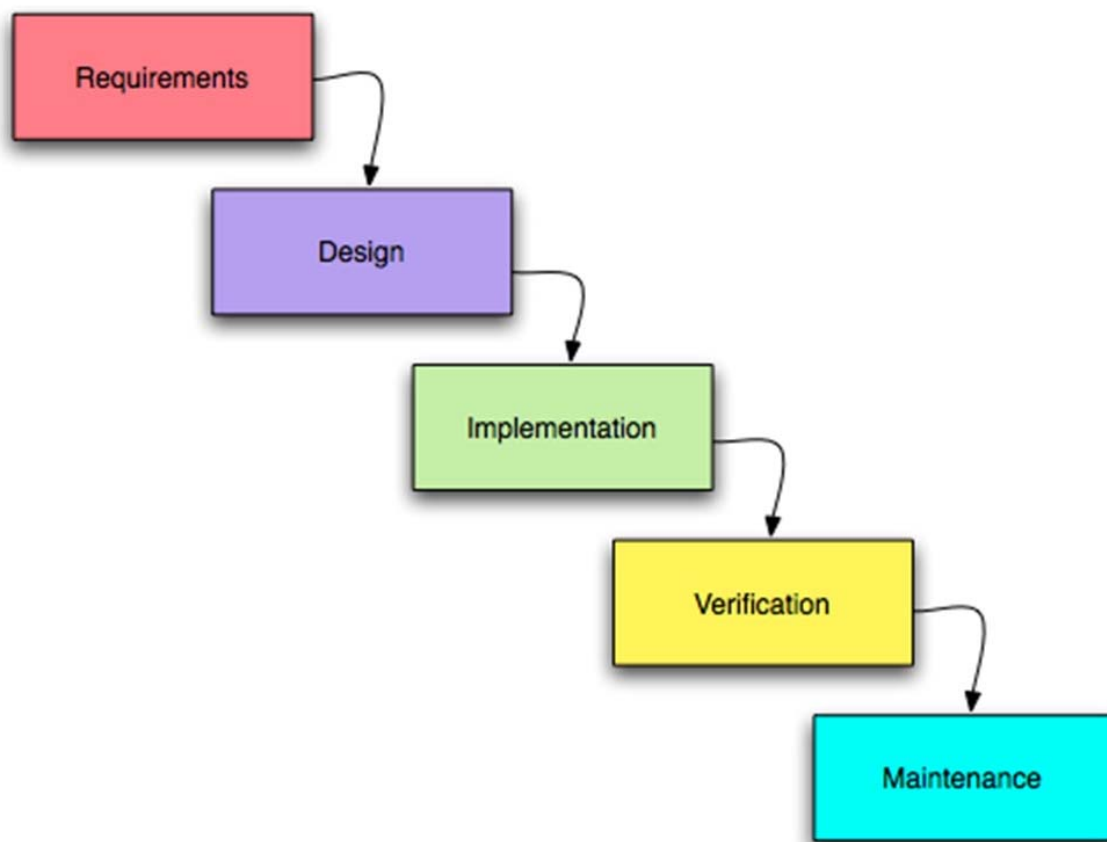 Requirements
Design
Implementation
Verification
Maintenance